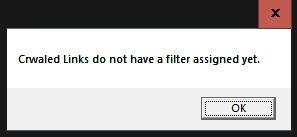 x
Crwaled Links do not have a filter assigned yet.
OK